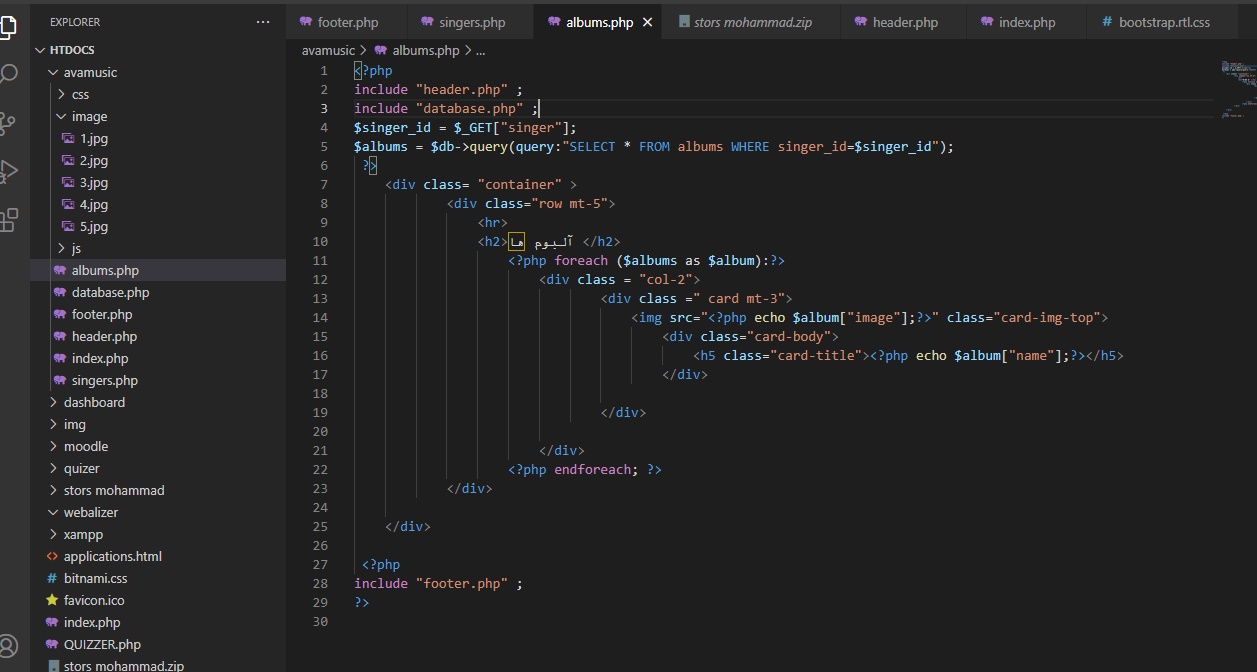 EXPLORER
...
HTDOCS
avamusic
css
image
1.jpg
2.jpg
3.jpg
4.jpg
5.jpg
js
albums.php
database.php
footer.php
header.php
index.php
singers.php
dashboard
img
moodle
quizer
stors mohammad
webalizer
xampp
applications.html
bitnami.css
favicon.ico
index.php
QUIZZER.php
stors mohammad.zip
footer.php singers.php albums.php stors mohammad.zip header.php index.php # bootstrap.rtl.css
avamusic > albums.php > ...
1 <?php
2 include "header.php" ;
3 include "database.php" ;
4 $singer_id = $_GET["singer"];
5 $albums = $db->query(query:"SELECT * FROM albums WHERE singer_id=$singer_id");
6 ?>
7 <div class= "container" >
8 <div class="row mt-5">
9 <hr>
10 <h2>آلبوم ها </h2>
11 <?php foreach ($albums as $album):?>
12 <div class = "col-2">
13 <div class =" card mt-3">
14 <img src="<?php echo $album["image"];?>" class="card-img-top">
15 <div class="card-body">
16 <h5 class="card-title"><?php echo $album["name"];?></h5>
17 </div>
18
19 </div>
20
21 </div>
22 <?php endforeach; ?>
23 </div>
24
25 </div>
26
27 <?php
28 include "footer.php" ;
29 ?>
30